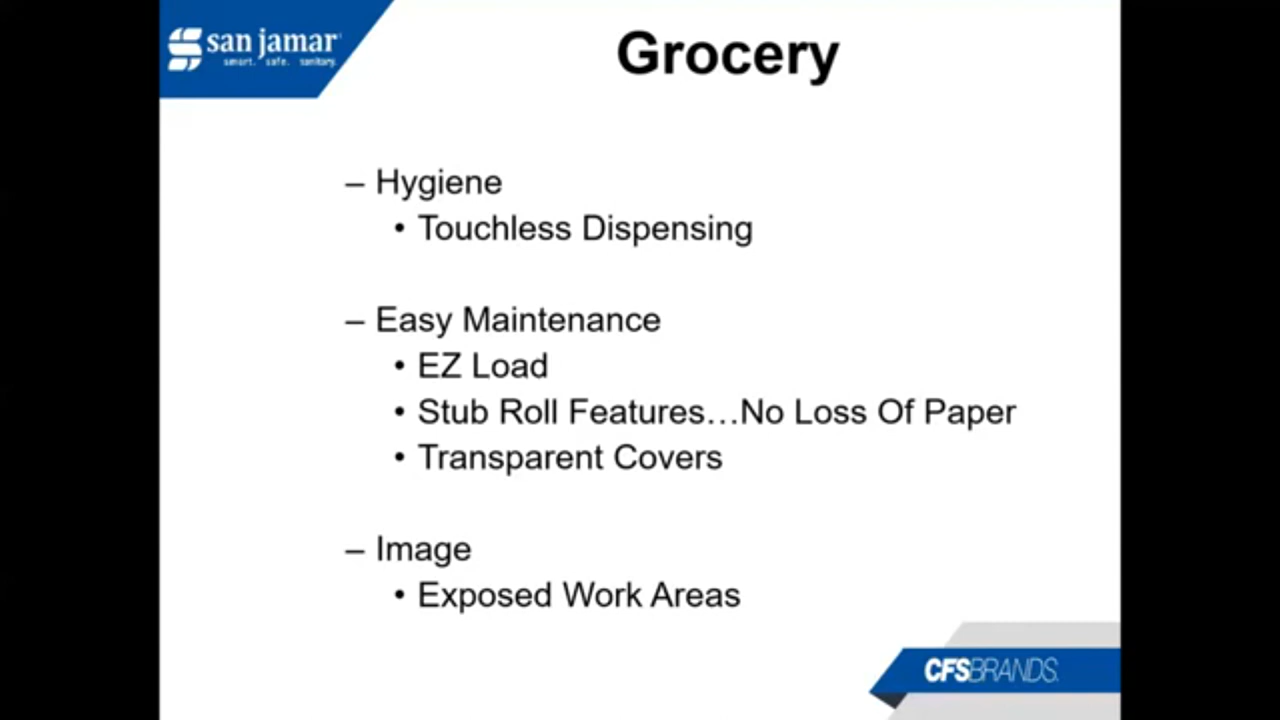 san jamar
smart. safe. sanitary.
Grocery
– Hygiene
• Touchless Dispensing
– Easy Maintenance
• EZ Load
• Stub Roll Features…No Loss Of Paper
• Transparent Covers
– Image
• Exposed Work Areas
CFSBRANDS.